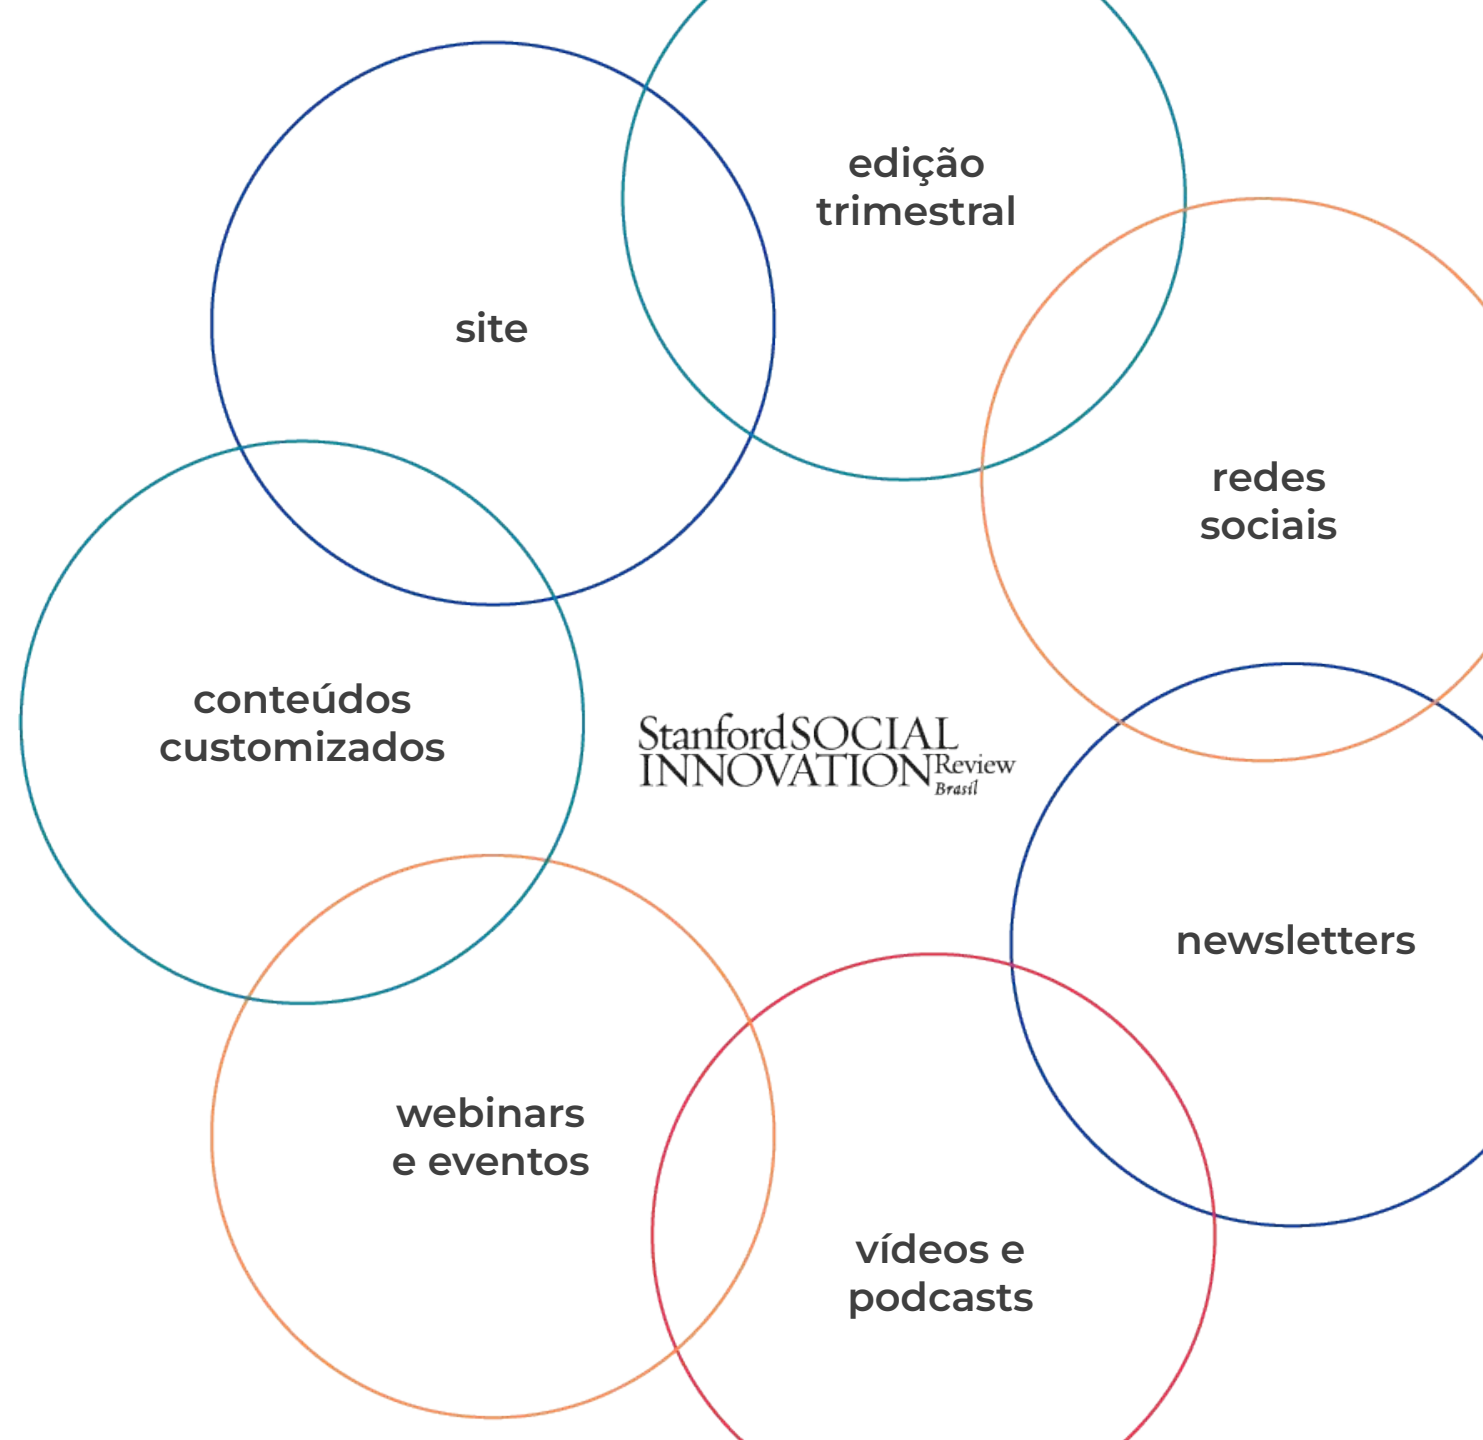 edição
trimestral
site
redes
sociais
conteúdos
customizados
Stanford SOCIAL
INNOVATION Review
Brasil
newsletters
webinars
e eventos
vídeos e
podcasts